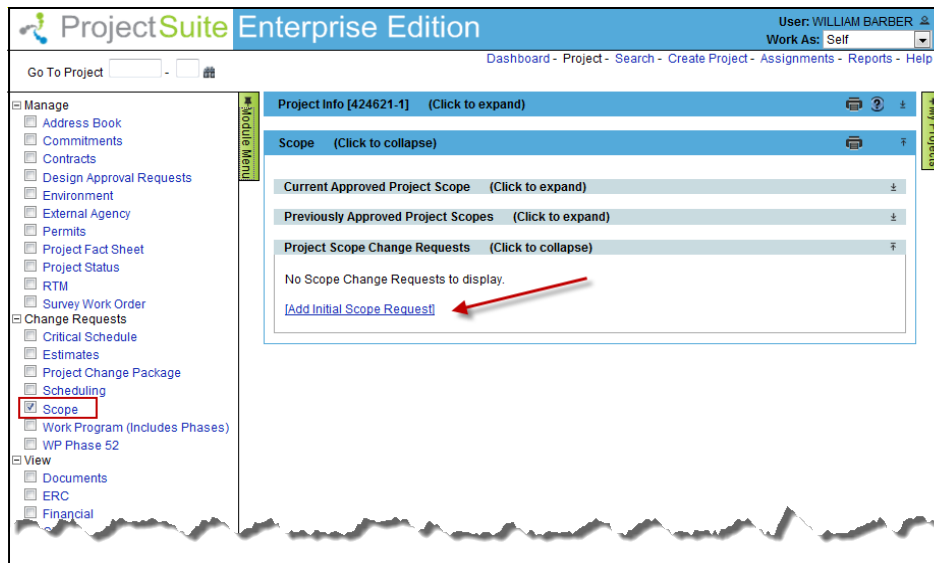 ProjectSuite Enterprise Edition
User: WILLIAM BARBER
Work As: Self
Go To Project -
Dashboard - Project - Search - Create Project - Assignments - Reports - Help
Manage
Address Book
Commitments
Contracts
Design Approval Requests
Environment
External Agency
Permits
Project Fact Sheet
Project Status
RTM
Survey Work Order
Change Requests
Critical Schedule
Estimates
Project Change Package
Scheduling
Scope
Work Program (Includes Phases)
WP Phase 52
View
Documents
ERC
Financial
Module Menu
Project Info [424621-1] (Click to expand)
Scope (Click to collapse)
Current Approved Project Scope (Click to expand)
Previously Approved Project Scopes (Click to expand)
Project Scope Change Requests (Click to collapse)
No Scope Change Requests to display.
[Add Initial Scope Request]
My Projects